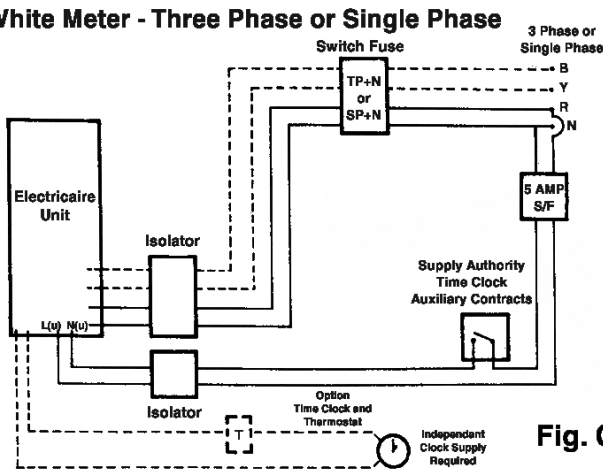 White Meter - Three Phase or Single Phase
3 Phase or
Single Phase
Switch Fuse
TP+N
or
SP+N
B
Y
R
N
Electricaire
Unit
5 AMP
S/F
Isolator
Supply Authority
Time Clock
Auxiliary Contracts
L(u) N(u)
Isolator
Option
Time Clock and
Thermostat
T
Independent
Clock Supply
Required
Fig.